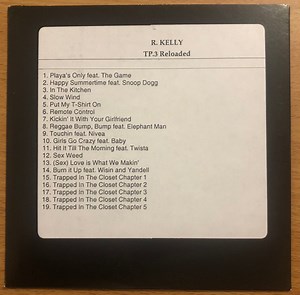 R. KELLY
TP.3 Reloaded
1. Playa's Only feat. The Game
2. Happy Summertime feat. Snoop Dogg
3. In The Kitchen
4. Slow Wind
5. Put My T-Shirt On
6. Remote Control
7. Kickin' It With Your Girlfriend
8. Reggae Bump, Bump feat. Elephant Man
9. Touchin feat. Nivea
10. Girls Go Crazy feat. Baby
11. Hit It Till The Morning feat. Twista
12. Sex Weed
13. (Sex) Love is What We Makin'
14. Burn it Up feat. Wisin and Yandell
15. Trapped In The Closet Chapter 1
16. Trapped In The Closet Chapter 2
17. Trapped In The Closet Chapter 3
18. Trapped In The Closet Chapter 4
19. Trapped In The Closet Chapter 5